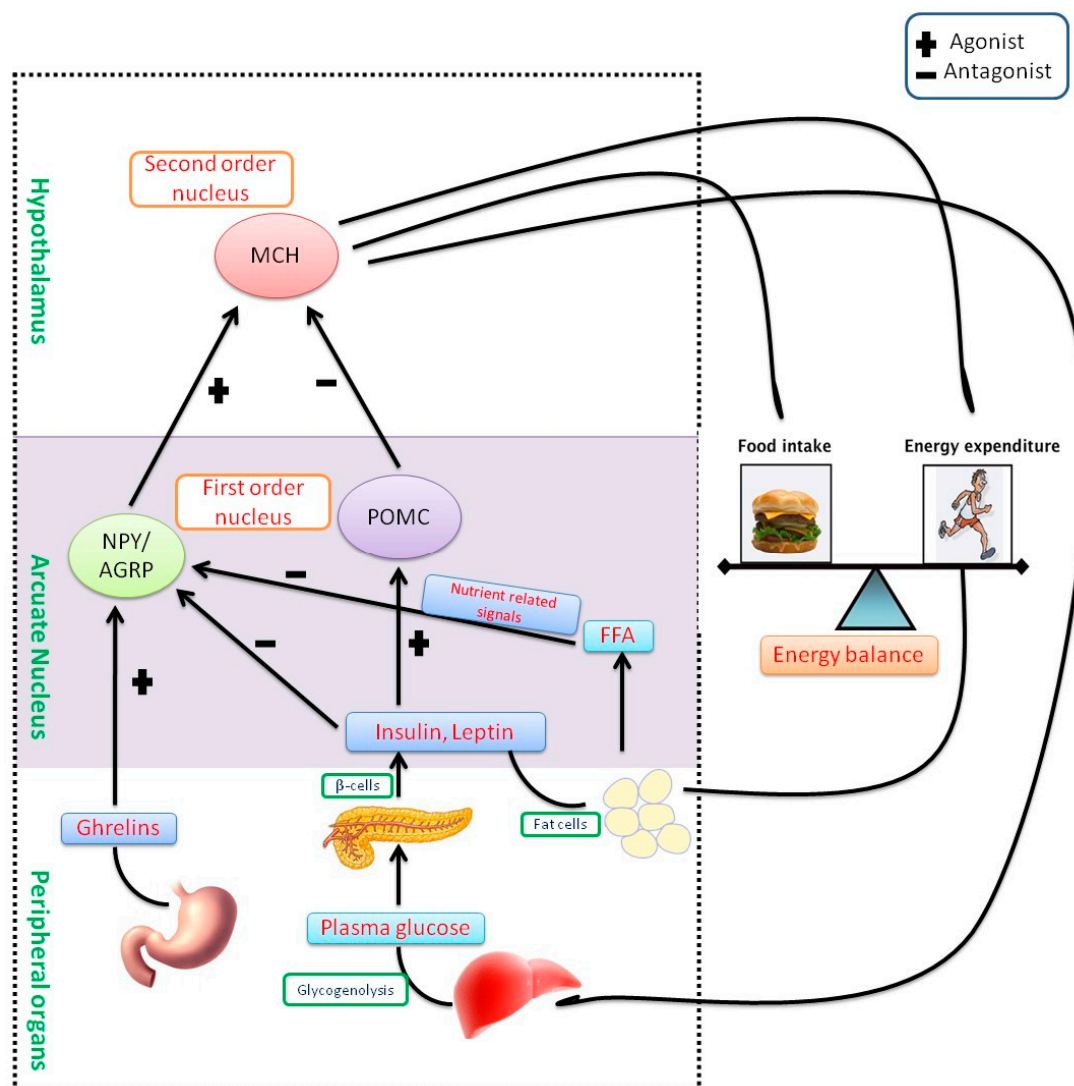 + Agonist
− Antagonist
Hypothalamus
Second order
nucleus
MCH
+
−
Food intake
Energy expenditure
Arcuate Nucleus
First order
nucleus
POMC
NPY/
AGRP
−
Nutrient related
signals
FFA
Energy balance
−
+
+
Insulin, Leptin
β-cells
Fat cells
Peripheral organs
Ghrelins
Plasma glucose
Glycogenolysis